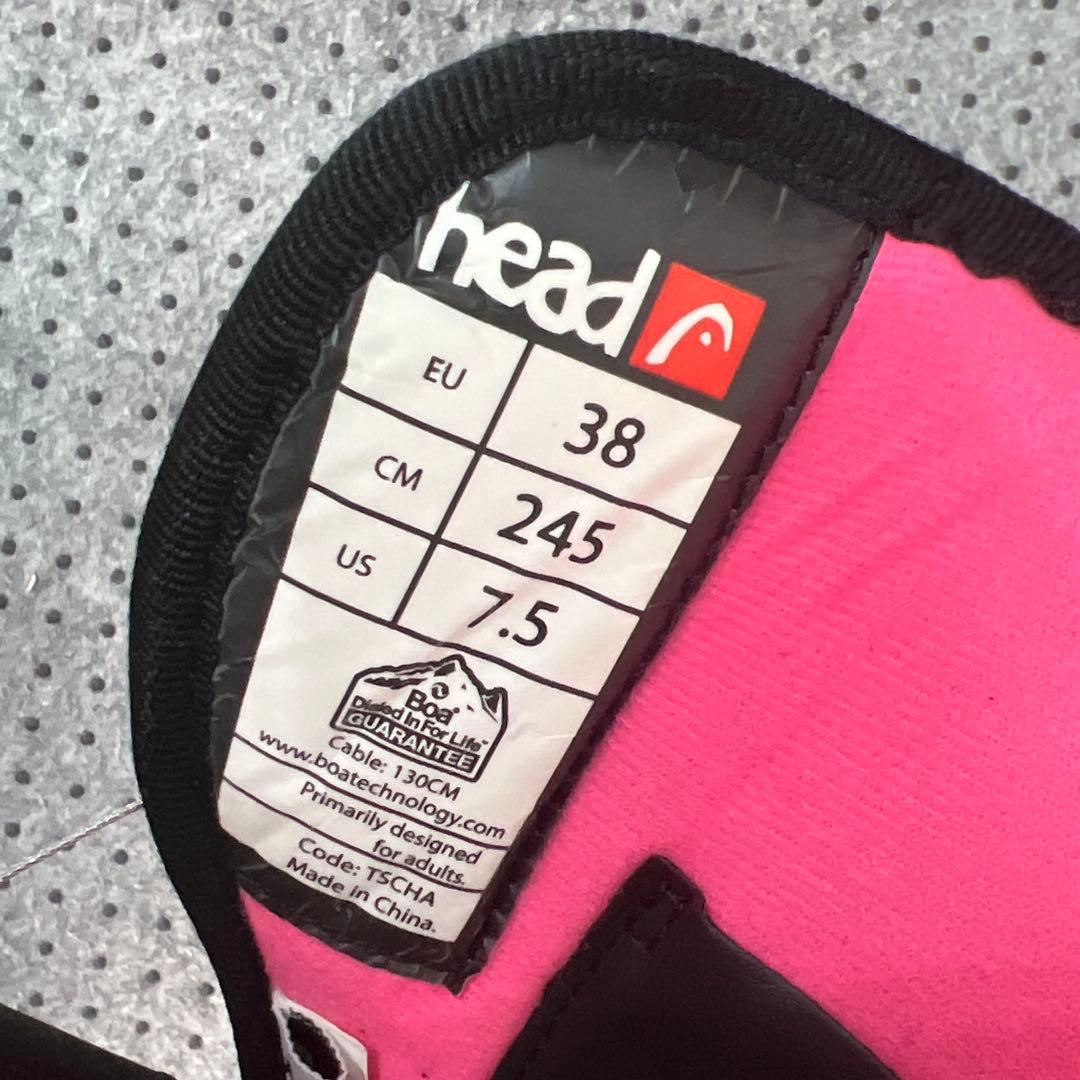 head
EU 38
CM 245
US 7.5
Boa®
Dialed In For Life™
GUARANTEE
Cable: 130CM
www.boatechnology.com
Primarily designed
for adults.
Code: TSCHA
Made in China.